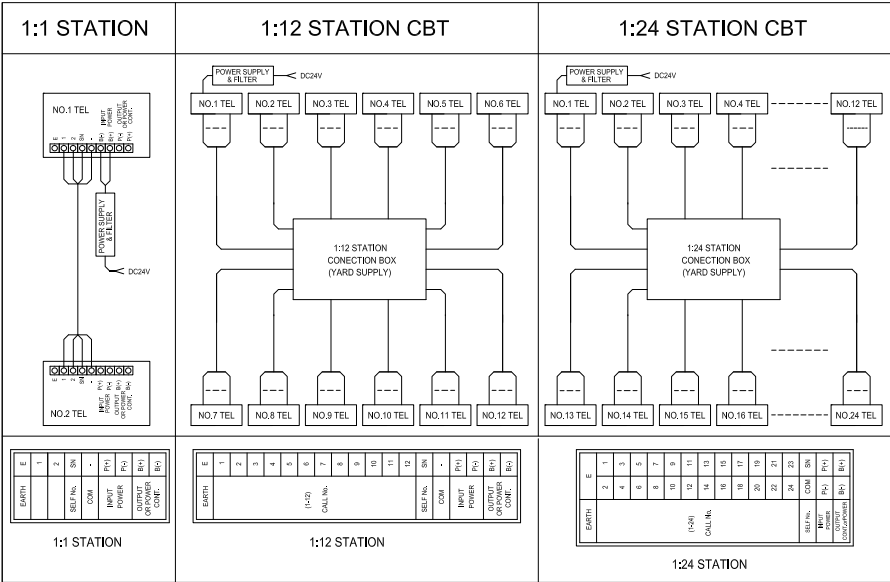 1:1 STATION
1:12 STATION CBT
1:24 STATION CBT
NO.1 TEL
E
1
2
SN
-
B(-)
B(+)
P(-)
P(+)
INPUT
POWER
OUTPUT
OR POWER
CONT.
POWER SUPPLY
& FILTER
DC24V
E
1
2
SN
-
P(+)
P(-)
B(+)
B(-)
INPUT
POWER
OUTPUT
OR POWER
CONT.
NO.2 TEL
POWER SUPPLY
& FILTER
DC24V
NO.1 TEL
NO.2 TEL
NO.3 TEL
NO.4 TEL
NO.5 TEL
NO.6 TEL
1:12 STATION
CONECTION BOX
(YARD SUPPLY)
NO.7 TEL
NO.8 TEL
NO.9 TEL
NO.10 TEL
NO.11 TEL
NO.12 TEL
POWER SUPPLY
& FILTER
DC24V
NO.1 TEL
NO.2 TEL
NO.3 TEL
NO.4 TEL
NO.12 TEL
1:24 STATION
CONECTION BOX
(YARD SUPPLY)
NO.13 TEL
NO.14 TEL
NO.15 TEL
NO.16 TEL
NO.24 TEL
E
1
2
SN
-
P(+)
P(-)
B(+)
B(-)
EARTH
SELF No.
COM
INPUT
POWER
OUTPUT
OR POWER
CONT.
1:1 STATION
E
1
2
3
4
5
6
7
8
9
10
11
12
SN
-
P(+)
P(-)
B(+)
B(-)
EARTH
(1-12)
CALL No.
SELF No.
COM
INPUT
POWER
OUTPUT
OR POWER
CONT.
1:12 STATION
E
1
3
5
7
9
11
13
15
17
19
21
23
SN
P(+)
B(+)
2
4
6
8
10
12
14
16
18
20
22
24
COM
P(-)
B(-)
EARTH
(1-24)
CALL No.
SELF No.
INPUT
POWER
OUTPUT
CONT.orPOWER
1:24 STATION